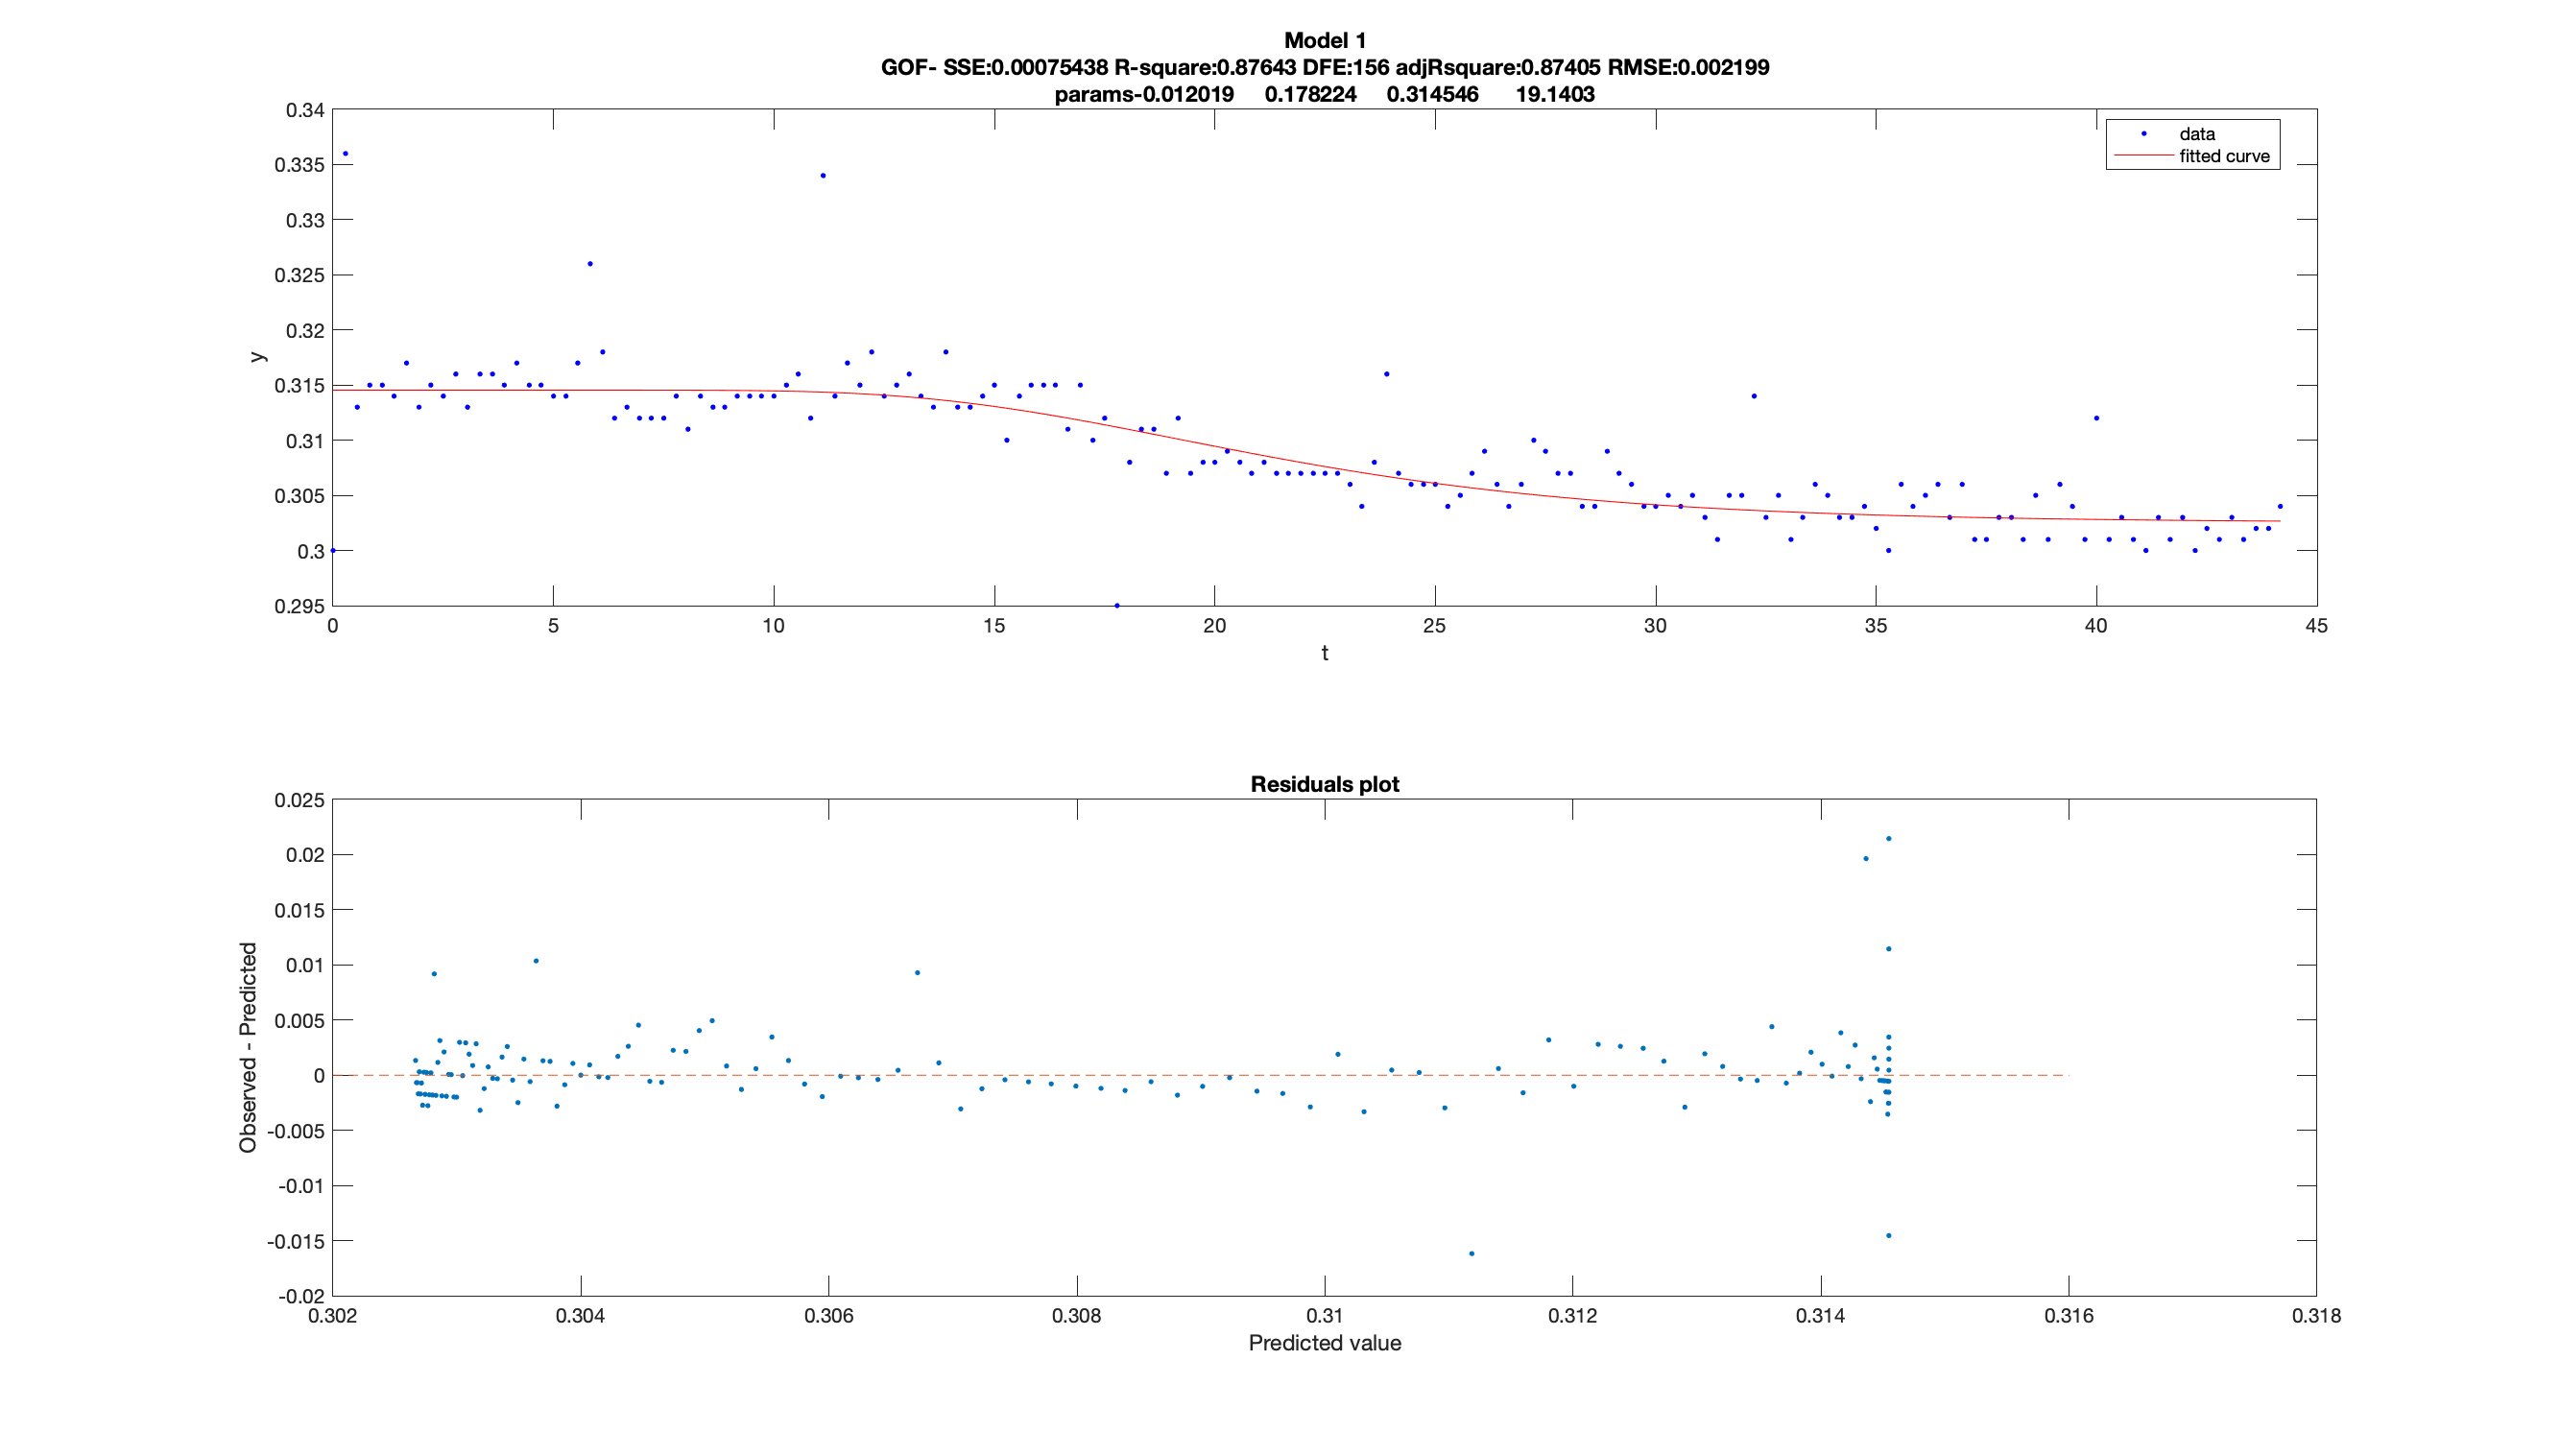 Model 1
GOF- SSE:0.00075438 R-square:0.87643 DFE:156 adjRsquare:0.87405 RMSE:0.002199
params-0.012019 0.178224 0.314546 19.1403
0.34
0.335
0.33
0.325
0.32
0.315
0.31
0.305
0.3
0.295
y
data
fitted curve
0 5 10 15 20 25 30 35 40 45
t
Residuals plot
0.025
0.02
0.015
0.01
0.005
0
-0.005
-0.01
-0.015
-0.02
Observed - Predicted
0.302 0.304 0.306 0.308 0.31 0.312 0.314 0.316 0.318
Predicted value